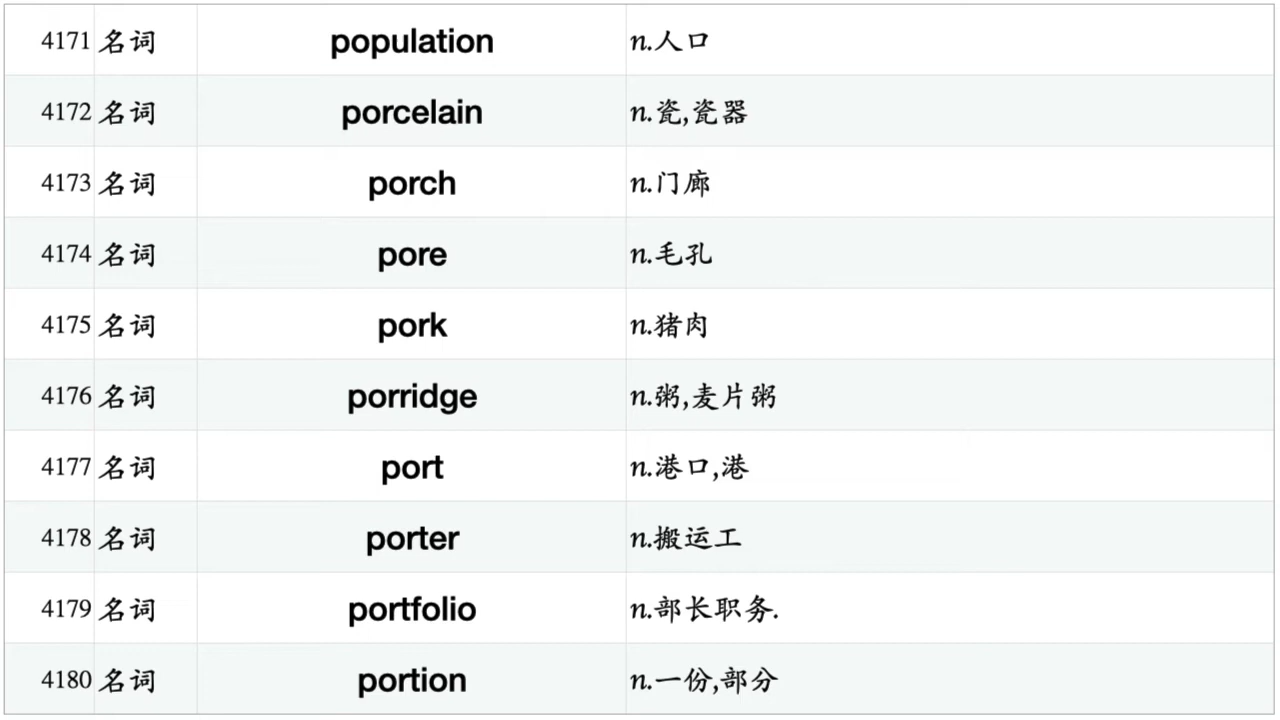 4171 名词 population n.人口
4172 名词 porcelain n.瓷,瓷器
4173 名词 porch n.门廊
4174 名词 pore n.毛孔
4175 名词 pork n.猪肉
4176 名词 porridge n.粥,麦片粥
4177 名词 port n.港口,港
4178 名词 porter n.搬运工
4179 名词 portfolio n.部长职务.
4180 名词 portion n.一份,部分